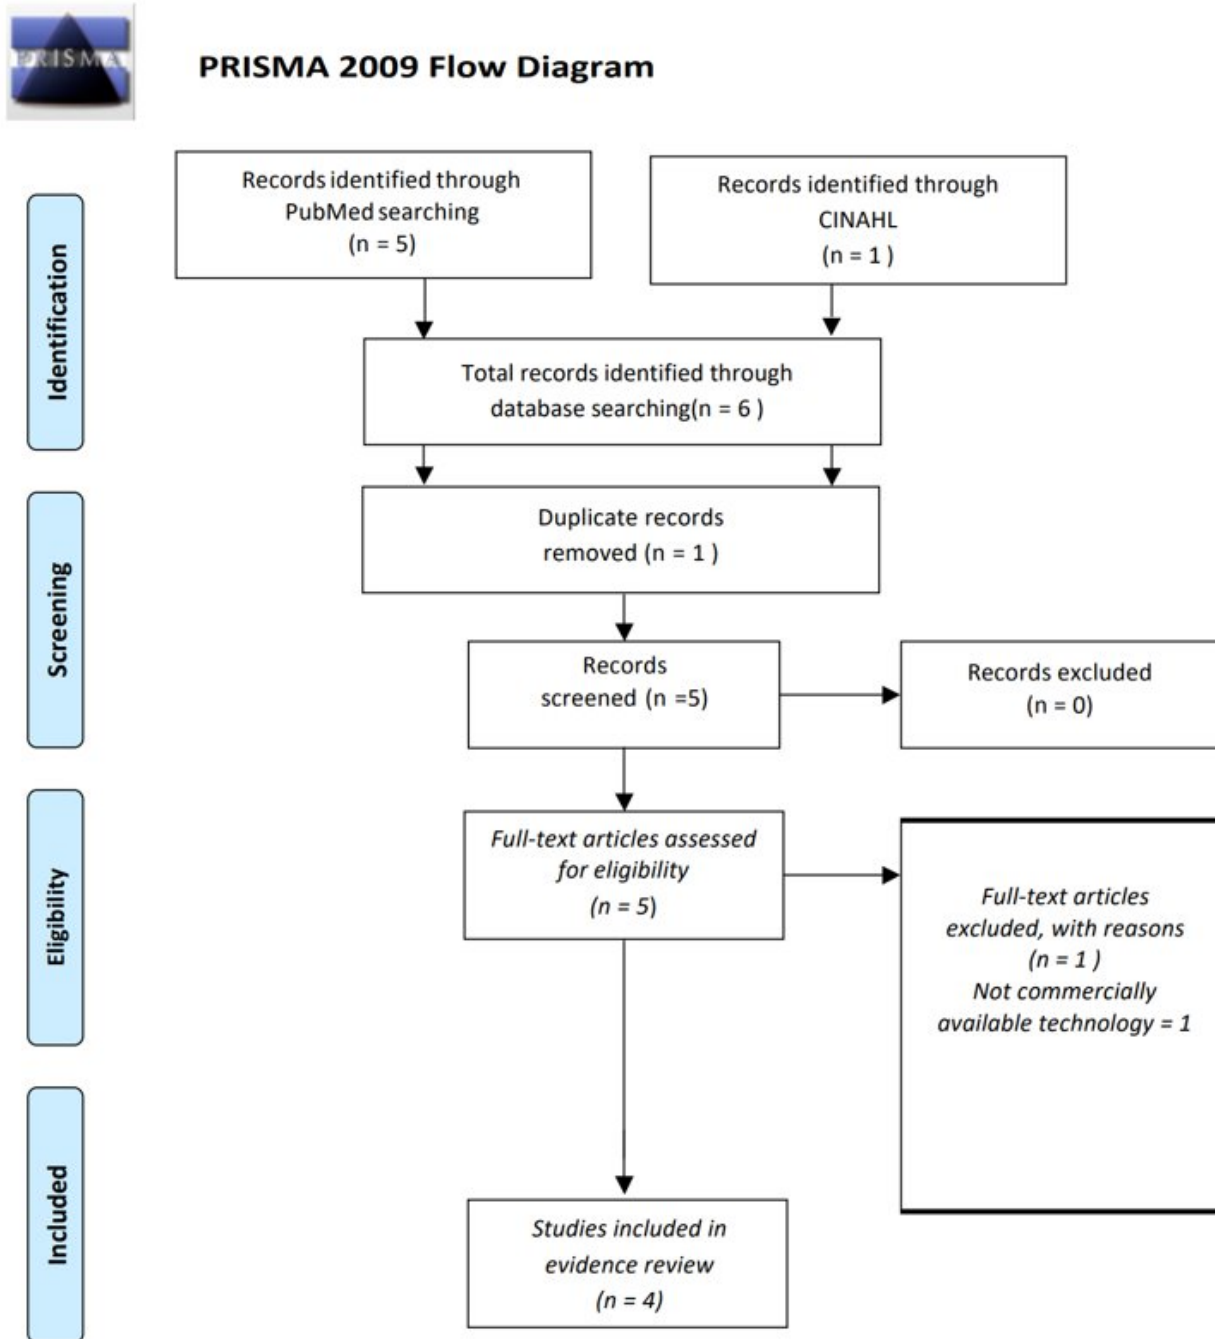 PRISMA
PRISMA 2009 Flow Diagram
Records identified through
PubMed searching
(n = 5)
Records identified through
CINAHL
(n = 1 )
Identification
Total records identified through
database searching(n = 6 )
Duplicate records
removed (n = 1 )
Screening
Records
screened (n =5)
Records excluded
(n = 0)
Eligibility
Full-text articles assessed
for eligibility
(n = 5)
Full-text articles
excluded, with reasons
(n = 1 )
Not commercially
available technology = 1
Included
Studies included in
evidence review
(n = 4)